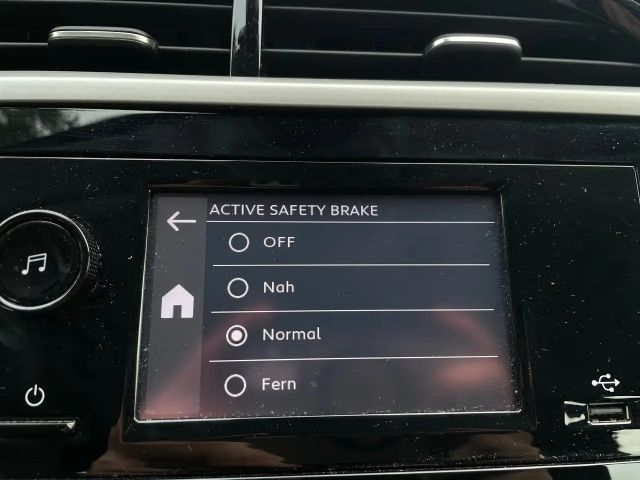 ACTIVE SAFETY BRAKE
OFF
Nah
Normal
Fern